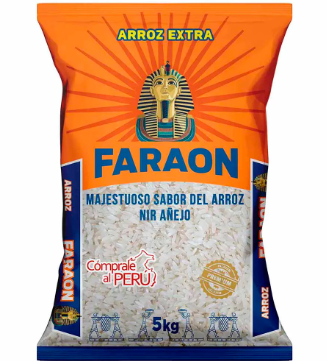 ARROZ EXTRA
FARAON
MAJESTUOSO SABOR DEL ARROZ
NIR AÑEJO
ARROZ
FARAON
Cómprale
al PERÚ
ARROZ
FARAON
5kg